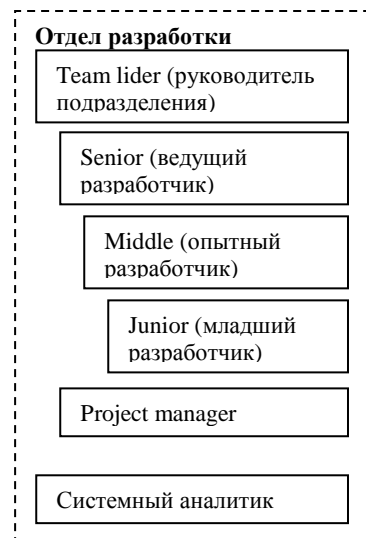 Отдел разработки
Team lider (руководитель
подразделения)
Senior (ведущий
разработчик)
Middle (опытный
разработчик)
Junior (младший
разработчик)
Project manager
Системный аналитик